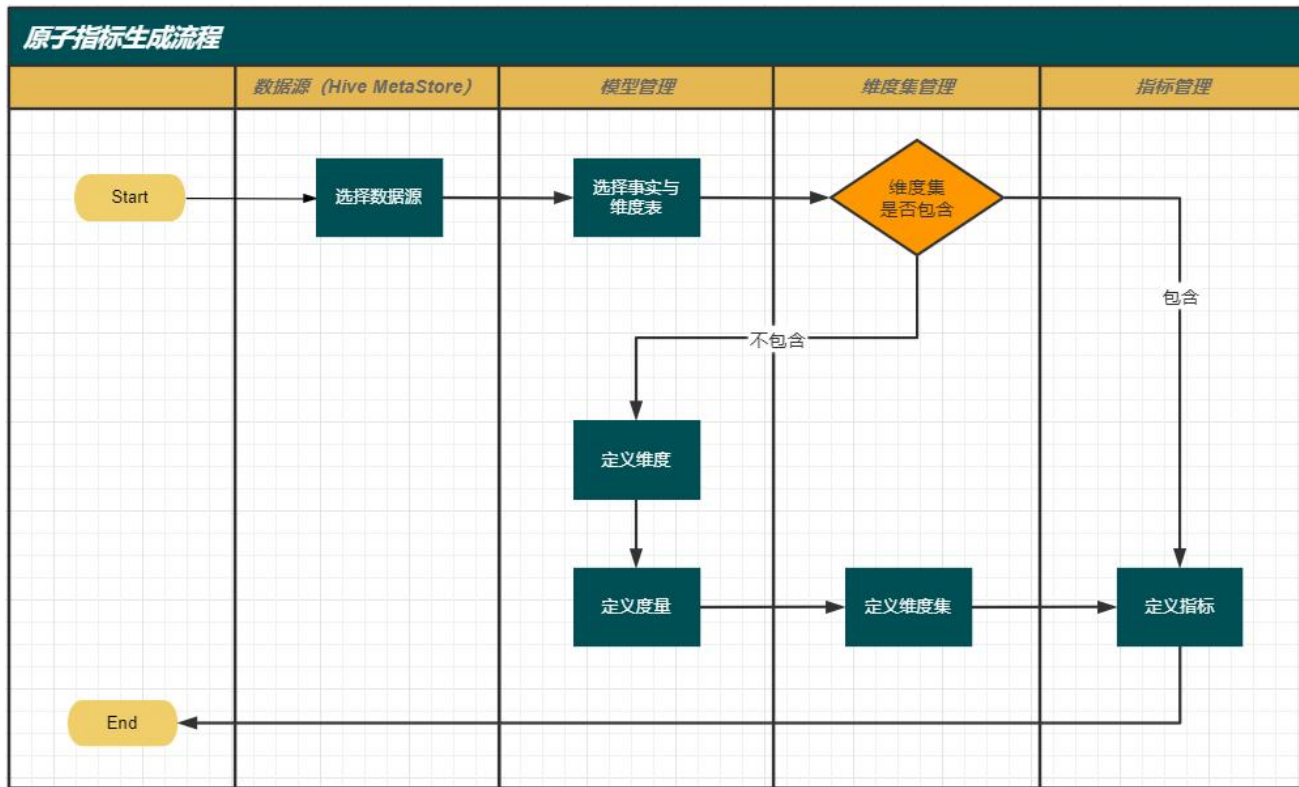 原子指标生成流程
数据源（Hive MetaStore）
模型管理
维度集管理
指标管理
Start
选择数据源
选择事实与
维度表
维度集
是否包含
包含
不包含
定义维度
定义度量
定义维度集
定义指标
End